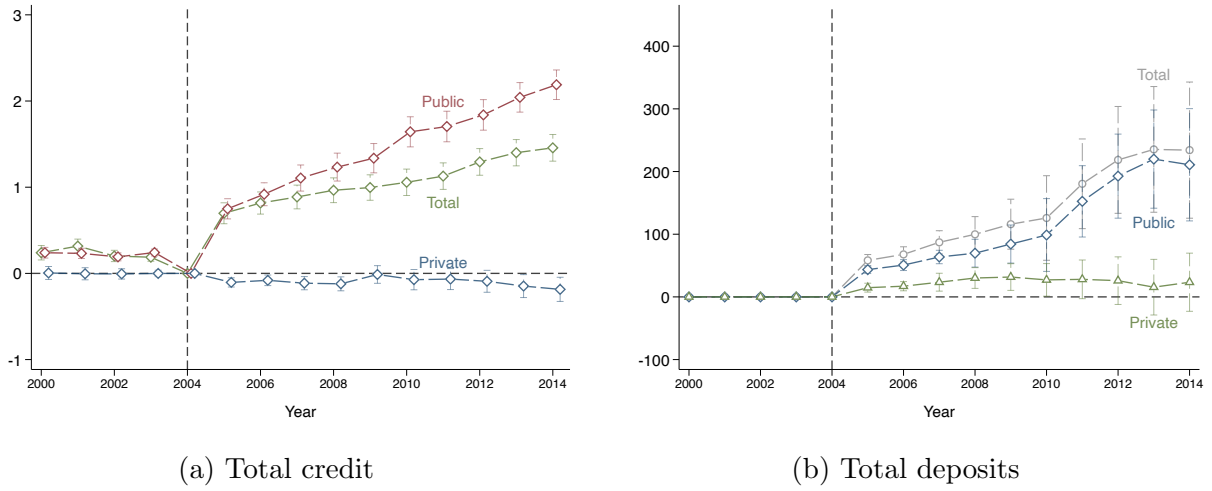 3
2
1
0
-1
Public
Total
Private
2000 2002 2004 2006 2008 2010 2012 2014
Year
(a) Total credit
400
300
200
100
0
-100
Total
Public
Private
2000 2002 2004 2006 2008 2010 2012 2014
Year
(b) Total deposits